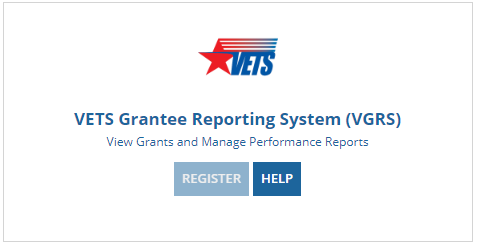 VETS
VETS Grantee Reporting System (VGRS)
View Grants and Manage Performance Reports
REGISTER HELP